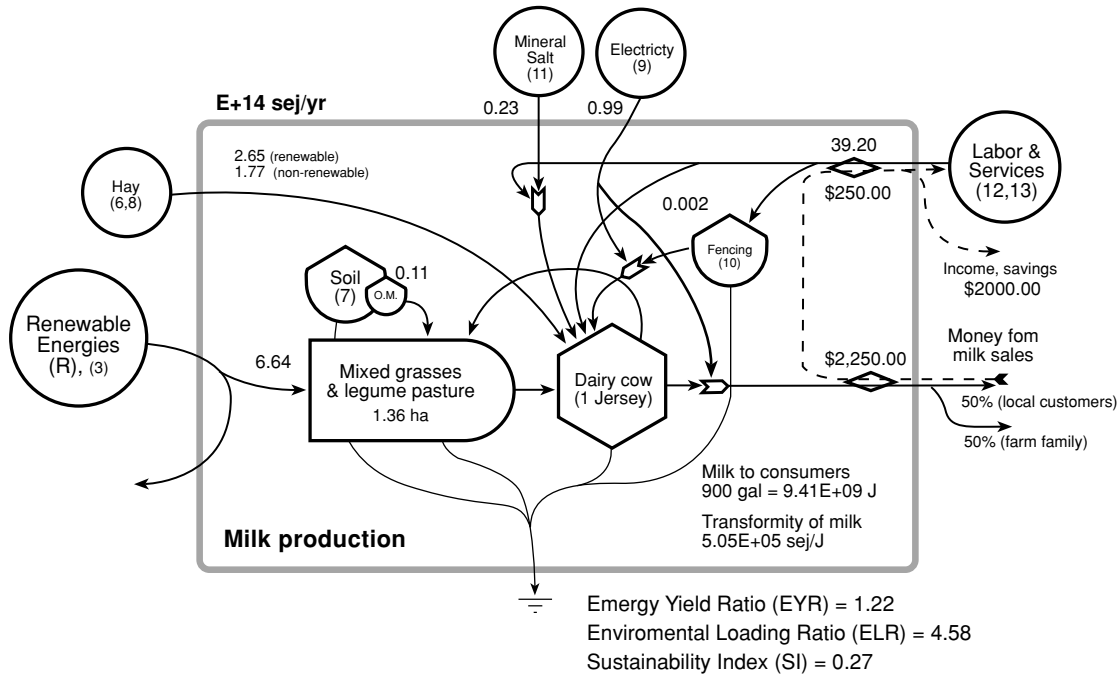 Mineral
Salt
(11)
Electricty
(9)
E+14 sej/yr
0.23
0.99
2.65 (renewable)
1.77 (non-renewable)
39.20
Labor &
Services
(12,13)
Hay
(6,8)
$250.00
0.002
Fencing
(10)
Soil
(7)
O.M.
0.11
Income, savings
$2000.00
Renewable
Energies
(R), (3)
6.64
Mixed grasses
& legume pasture
1.36 ha
Dairy cow
(1 Jersey)
$2,250.00
Money fom
milk sales
50% (local customers)
50% (farm family)
Milk to consumers
900 gal = 9.41E+09 J
Transformity of milk
5.05E+05 sej/J
Milk production
Emergy Yield Ratio (EYR) = 1.22
Enviromental Loading Ratio (ELR) = 4.58
Sustainability Index (SI) = 0.27